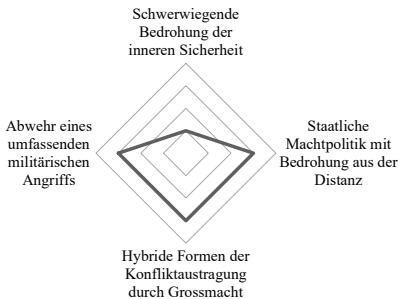 Schwerwiegende
Bedrohung der
inneren Sicherheit
Abwehr eines
umfassenden
militärischen
Angriffs
Staatliche
Machtpolitik mit
Bedrohung aus der
Distanz
Hybride Formen der
Konfliktaustragung
durch Grossmacht